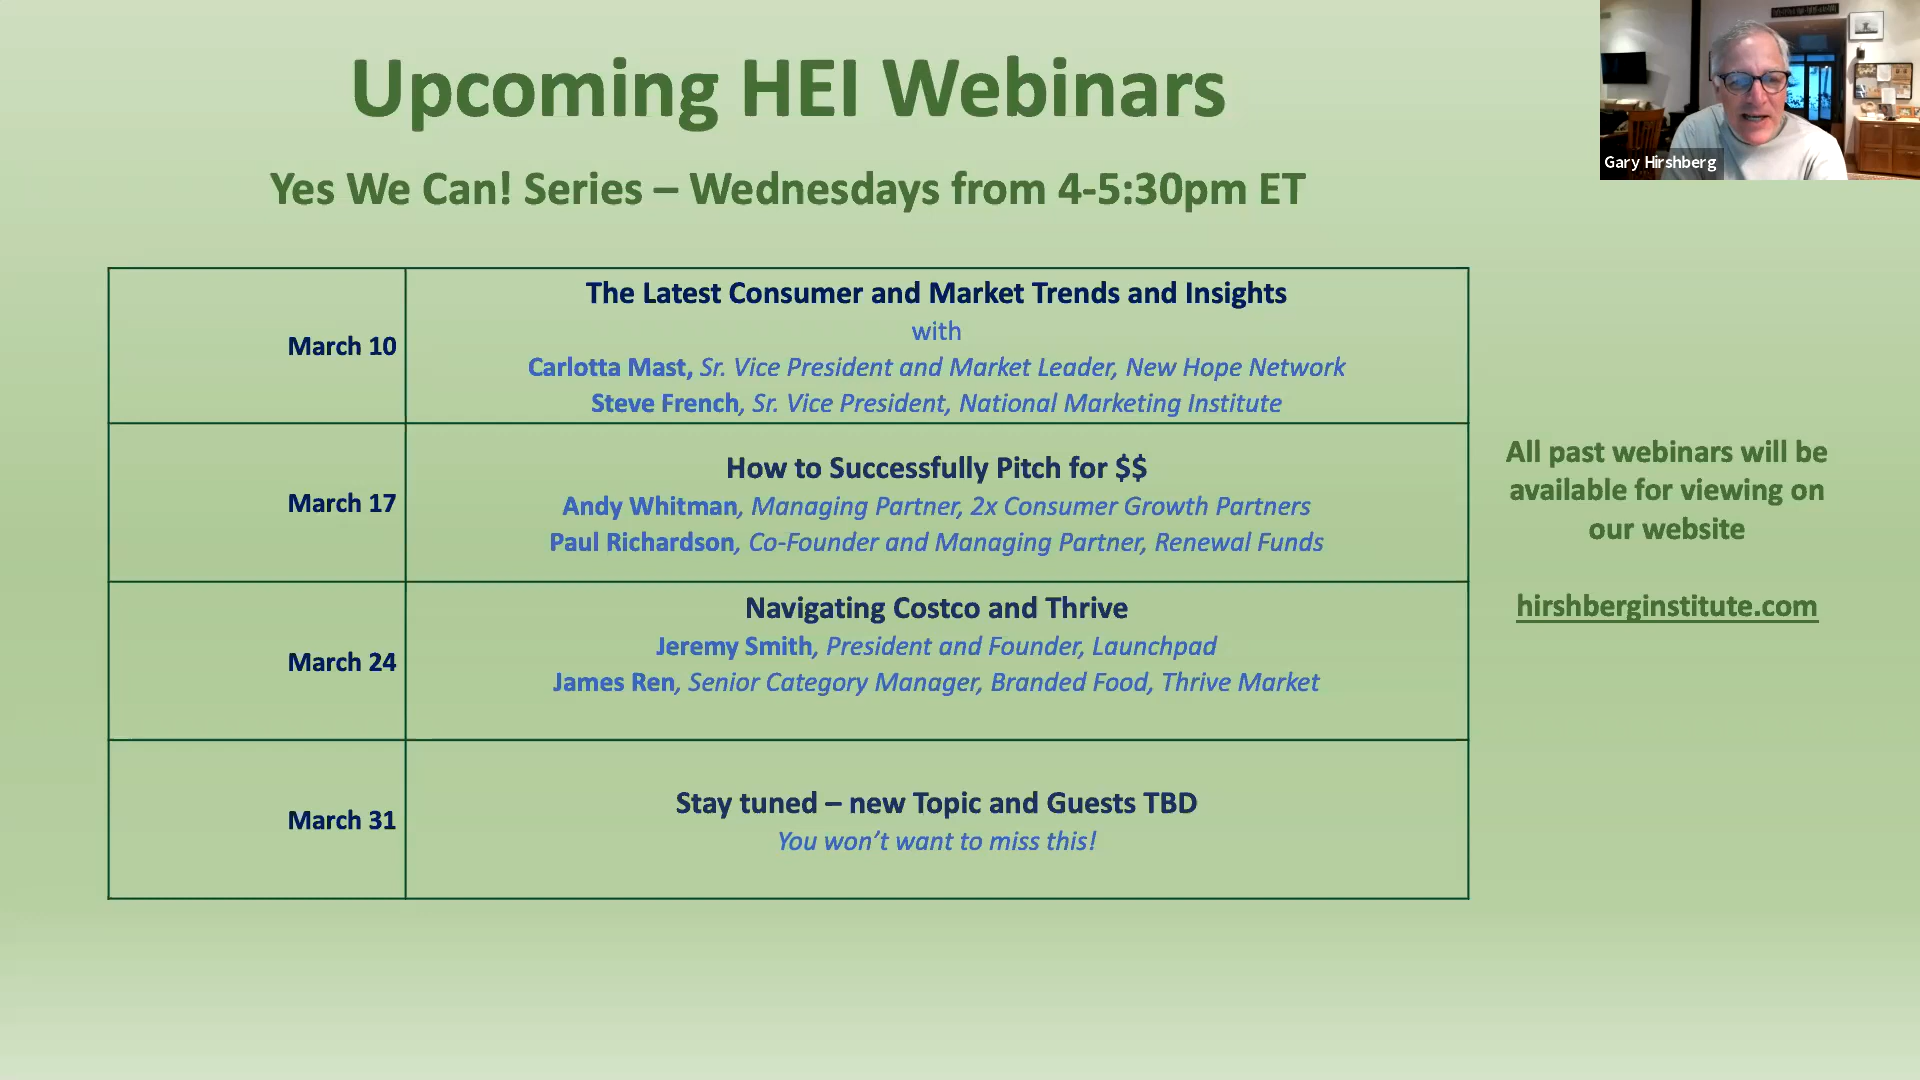 Upcoming HEI Webinars
Yes We Can! Series – Wednesdays from 4-5:30pm ET
Gary Hirshberg
March 10
The Latest Consumer and Market Trends and Insights
with
Carlotta Mast, Sr. Vice President and Market Leader, New Hope Network
Steve French, Sr. Vice President, National Marketing Institute
March 17
How to Successfully Pitch for $$
Andy Whitman, Managing Partner, 2x Consumer Growth Partners
Paul Richardson, Co-Founder and Managing Partner, Renewal Funds
March 24
Navigating Costco and Thrive
Jeremy Smith, President and Founder, Launchpad
James Ren, Senior Category Manager, Branded Food, Thrive Market
March 31
Stay tuned – new Topic and Guests TBD
You won’t want to miss this!
All past webinars will be
available for viewing on
our website
hirshberginstitute.com